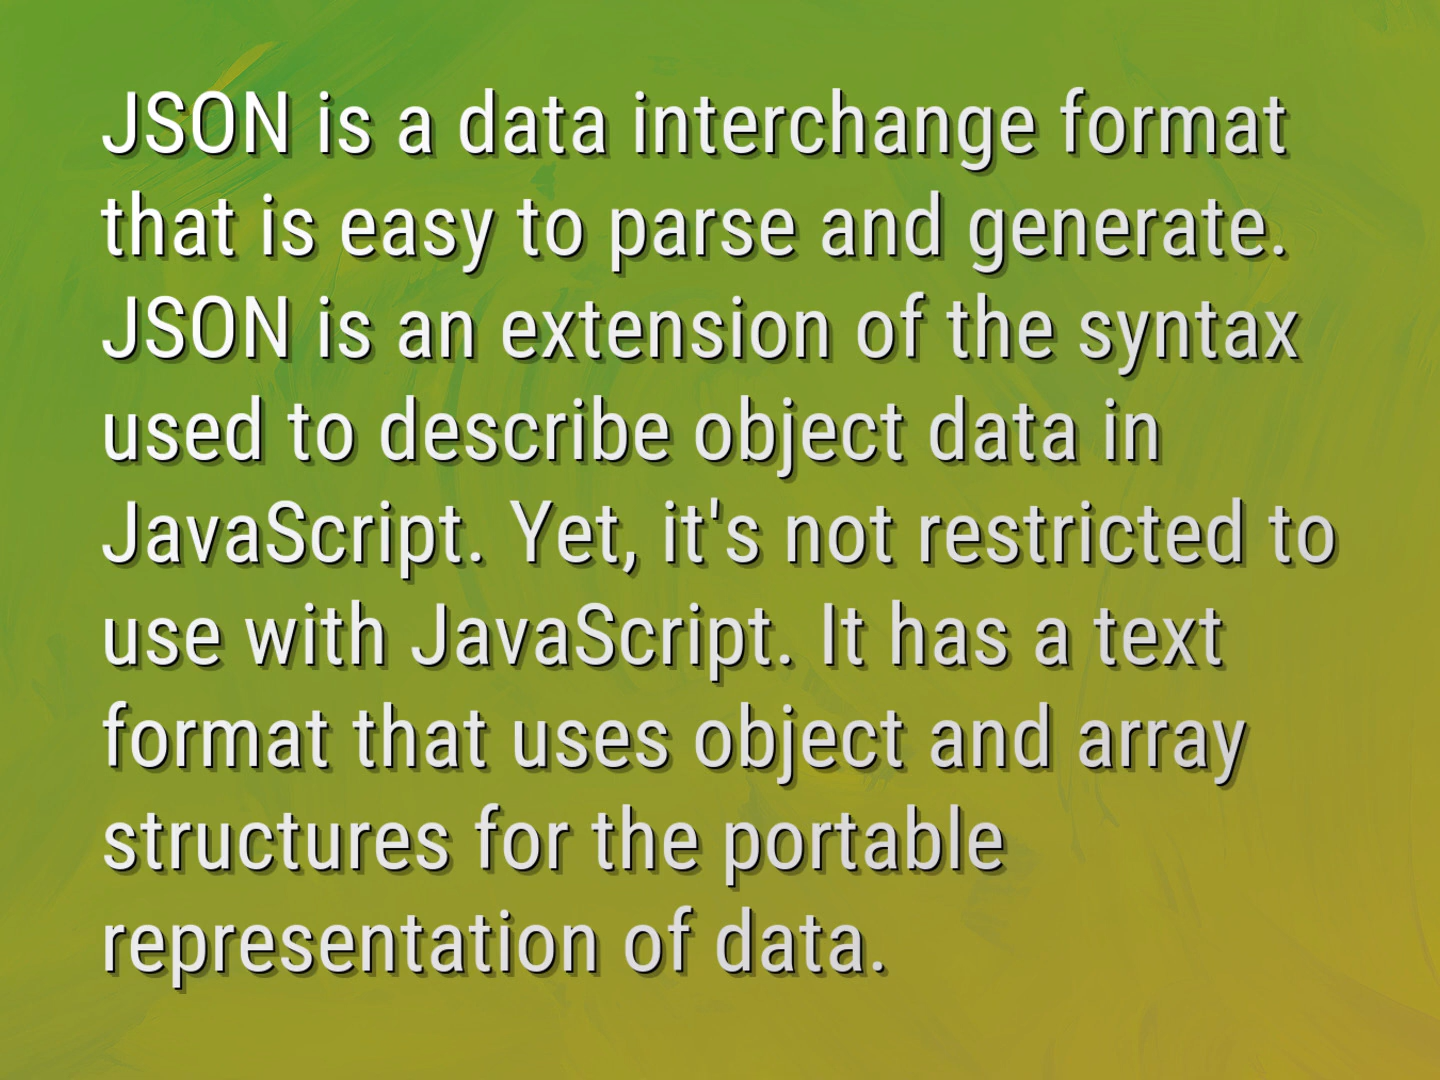 JSON is a data interchange format
that is easy to parse and generate.
JSON is an extension of the syntax
used to describe object data in
JavaScript. Yet, it's not restricted to
use with JavaScript. It has a text
format that uses object and array
structures for the portable
representation of data.